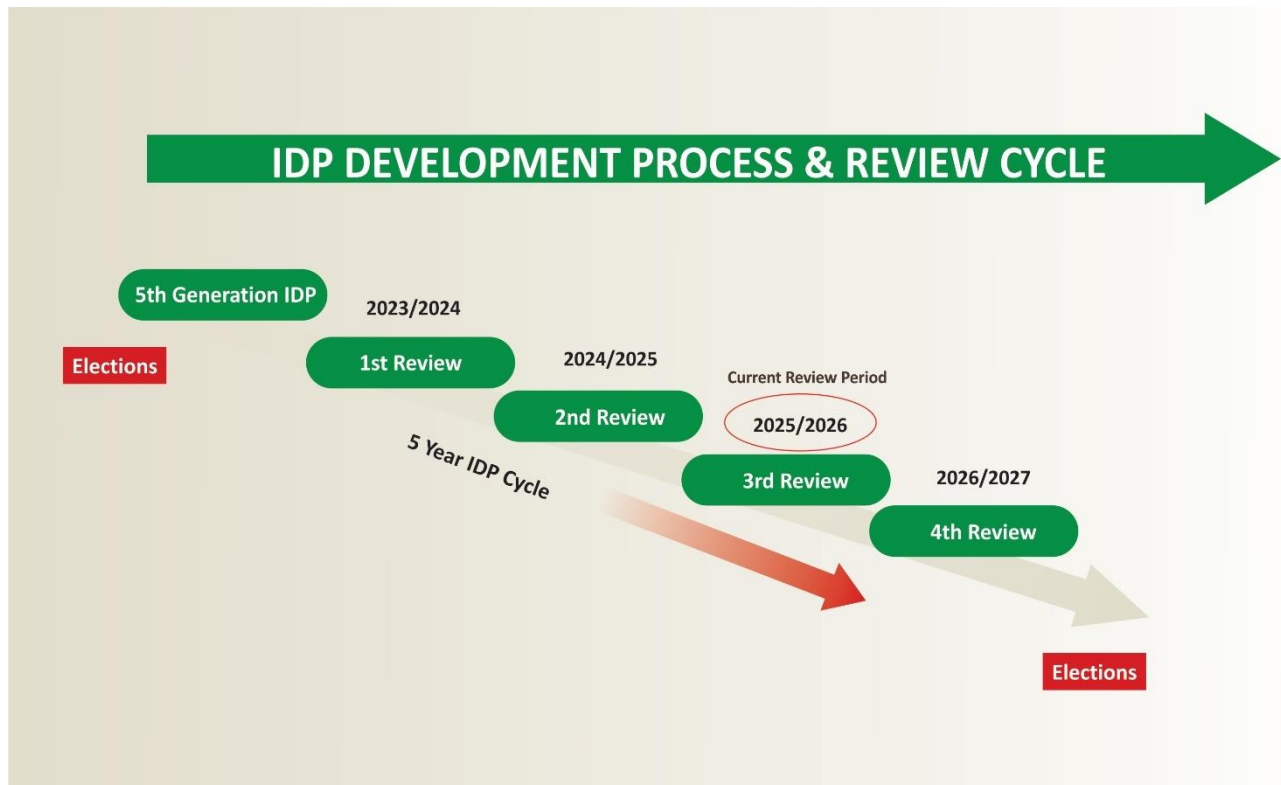 IDP DEVELOPMENT PROCESS & REVIEW CYCLE
5th Generation IDP
Elections
2023/2024
1st Review
2024/2025
2nd Review
Current Review Period
2025/2026
3rd Review
2026/2027
4th Review
5 Year IDP Cycle
Elections